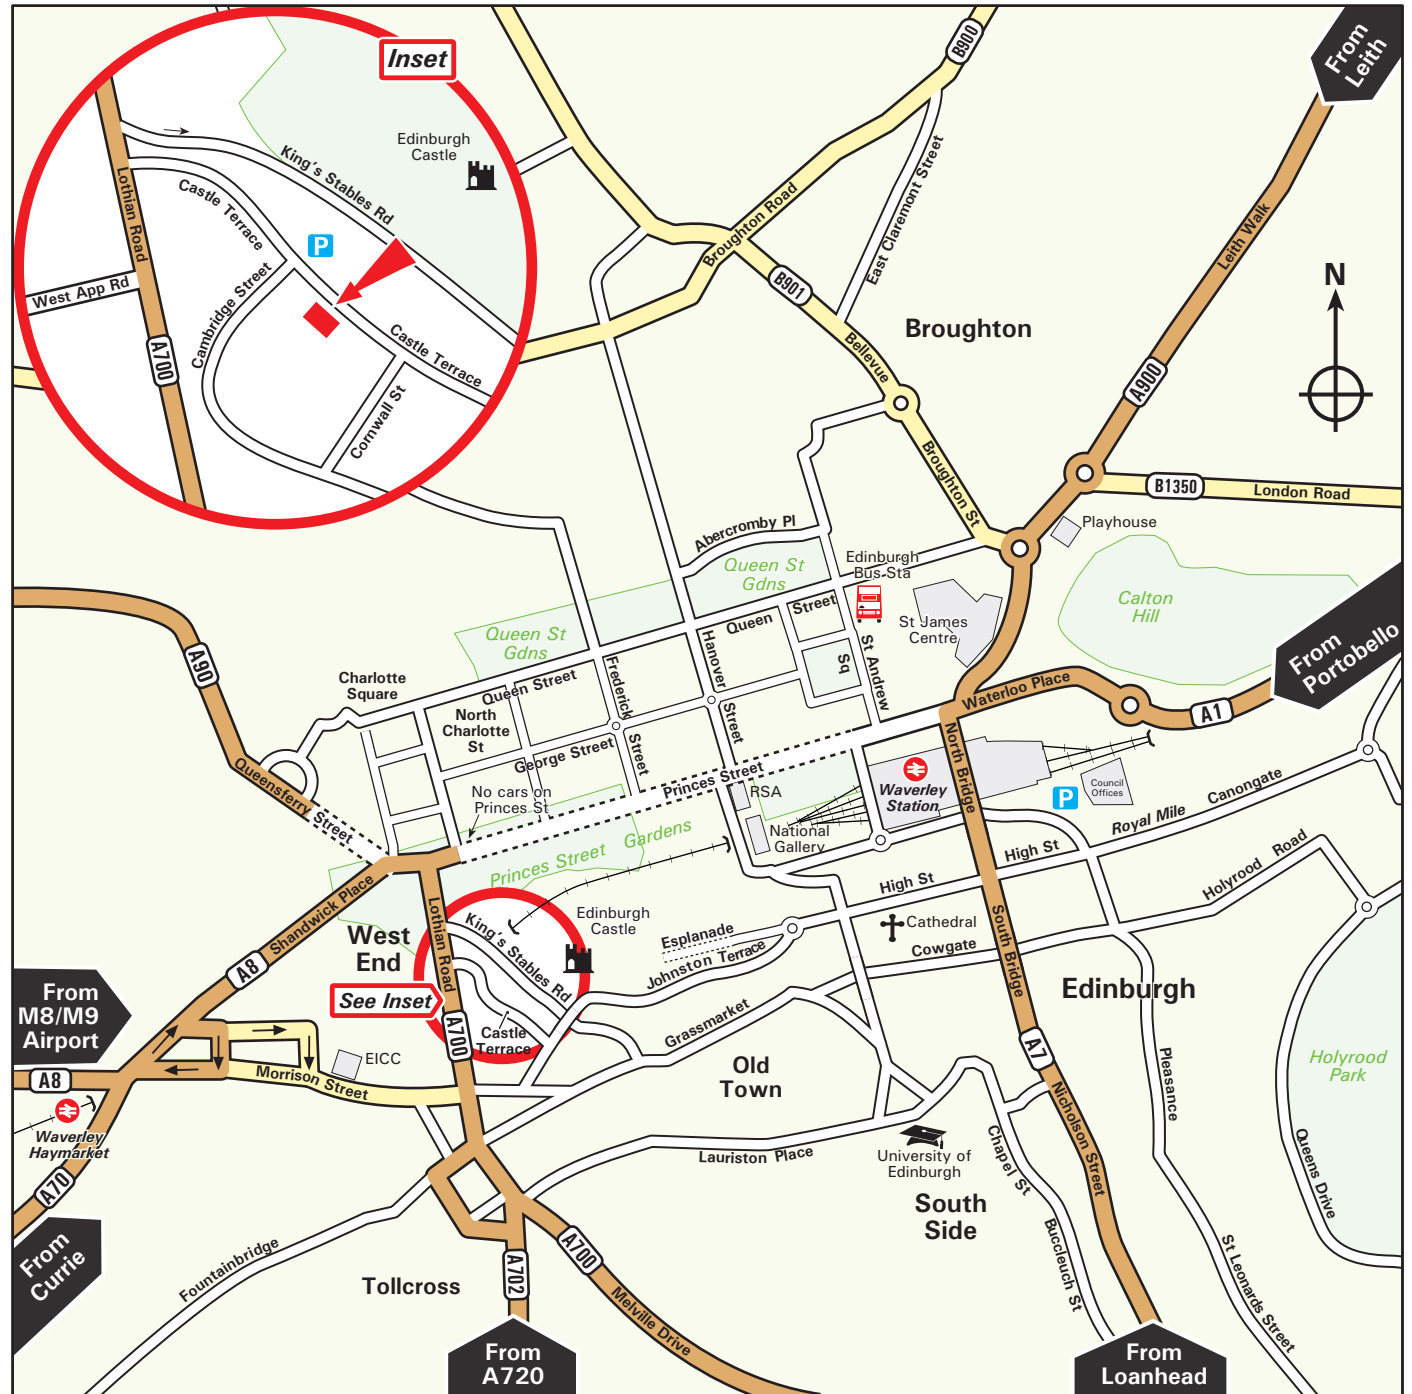 Inset
Edinburgh
Castle
King's Stables Rd
Castle Terrace
Lothian Road
West App Rd
Cambridge Street
P
A700
Castle Terrace
Cornwall St
B900
From
Leith
Broughton Road
East Claremont Street
Leith Walk
B901
N
Broughton
Bellevue
A900
Broughton St
B1350
London Road
Abercromby Pl
Playhouse
Queen St
Gdns
Edinburgh
Bus Sta
Calton
Hill
Queen Street
St James
Centre
Queen St
Gdns
From
Portobello
A90
Charlotte
Square
Queen Street
Frederick
Street
Hanover
Street
St Andrew
Sq
North
Charlotte
St
George Street
Waterloo Place
A1
North Bridge
Queensferry Street
No cars on
Princes St
Princes Street
RSA
Waverley
Station
P
Council
Offices
National
Gallery
Princes Street Gardens
Royal Mile
Canongate
High St
High St
Holyrood Road
Shandwick Place
A8
Lothian Road
West
End
King's Stables Rd
Edinburgh
Castle
Esplanade
Johnston Terrace
Cathedral
Cowgate
South Bridge
Edinburgh
From
M8/M9
Airport
See Inset
A700
Castle
Terrace
Grassmarket
A7
EICC
A8
Morrison Street
Old
Town
Pleasance
Holyrood
Park
Waverley
Haymarket
Nicholson Street
Lauriston Place
University of
Edinburgh
Chapel St
Queens Drive
A70
South
Side
From
Currie
Fountainbridge
Tollcross
A702
A700
Melville Drive
Buccleuch St
St Leonards Street
From
A720
From
Loanhead